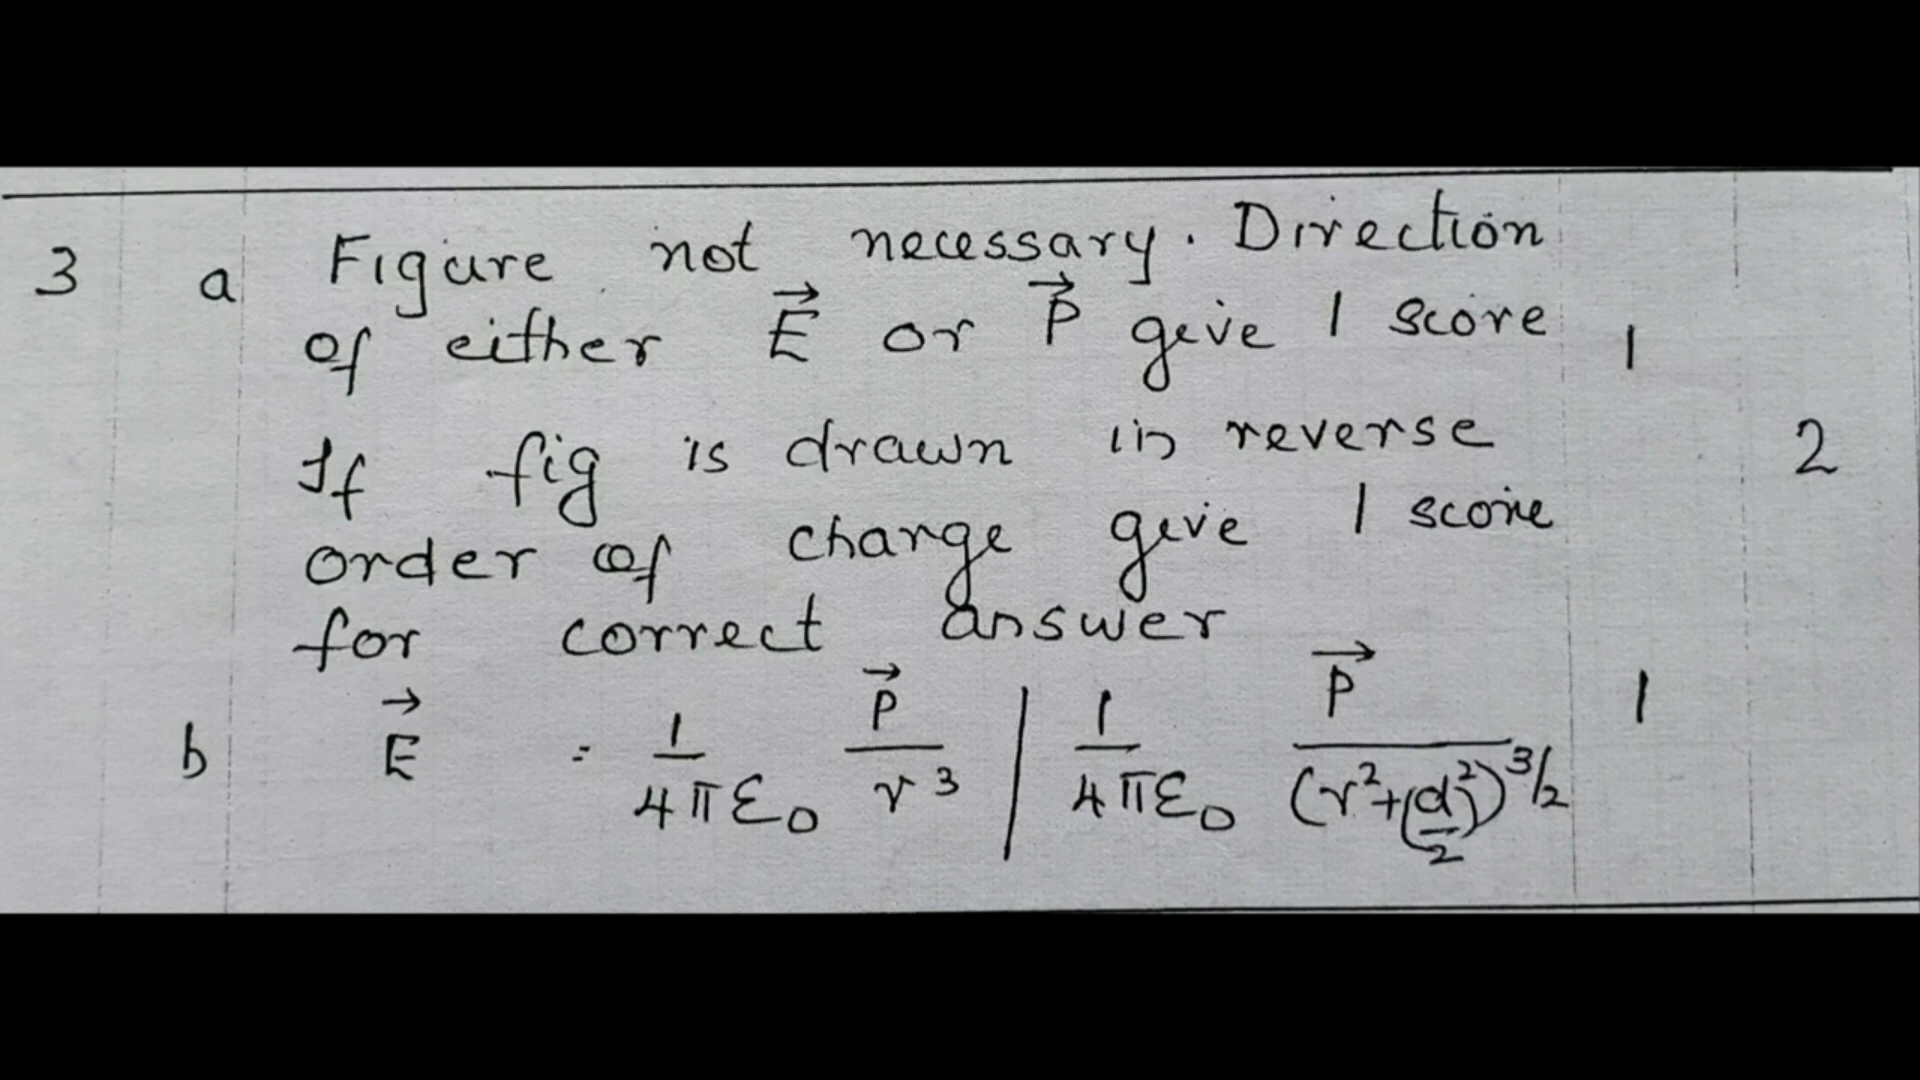 3 a Figure not necessary. Direction
of either E⃗ or P⃗ give 1 score 1
If fig is drawn in reverse 2
order of charge give 1 score
for correct answer
b E⃗ = 1/4πε₀ P⃗/r³ | 1/4πε₀ P⃗/(r²+(d/2)²)^3/2 1